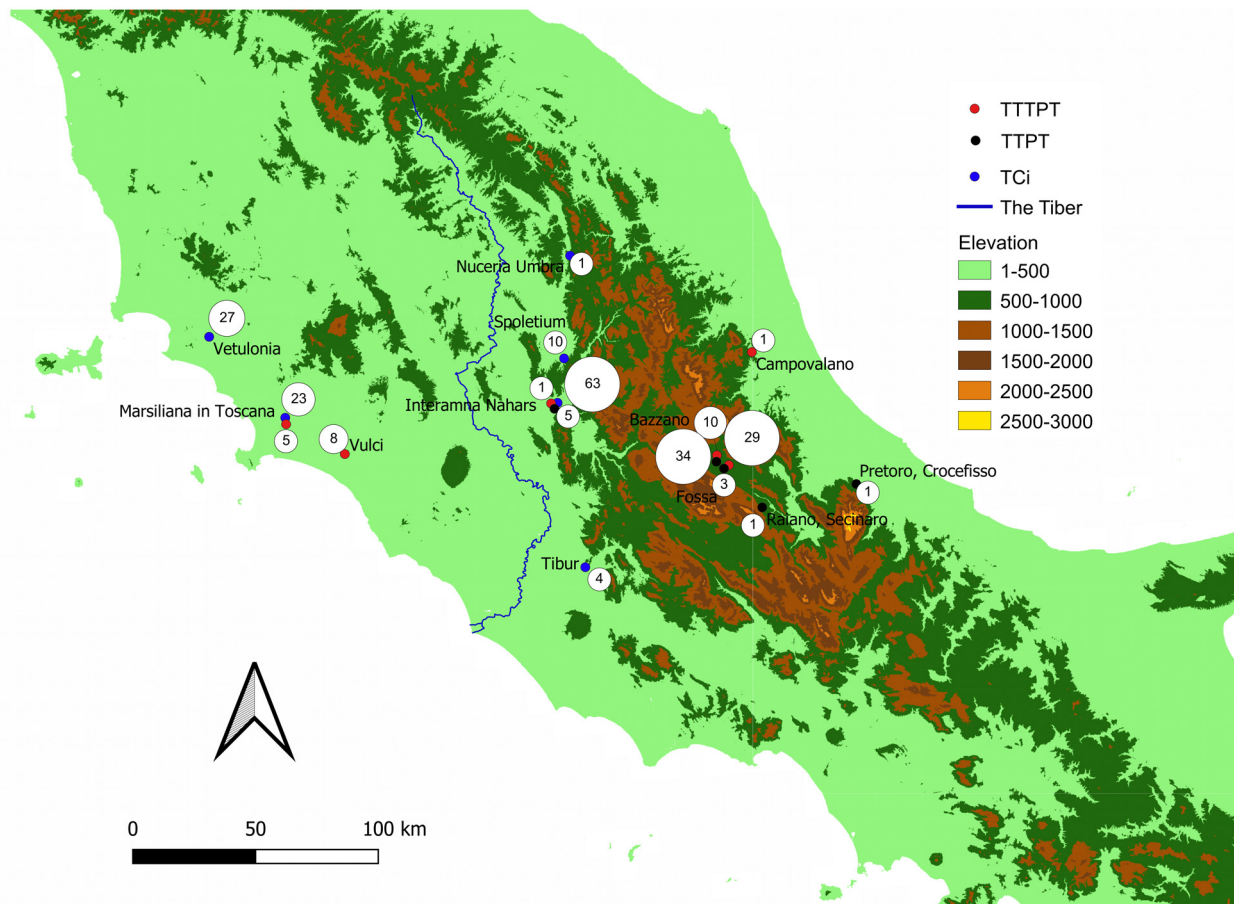 TTTPT
TTPT
TCi
The Tiber
Elevation
1-500
500-1000
1000-1500
1500-2000
2000-2500
2500-3000
Nuceria Umbra
1
Spoletium
10
27
Vetulonia
1
Campovalano
63
1
Interamna Nahars
5
23
Marsiliana in Toscana
5
8
Vulci
Bazzano
10
29
34
3
Fossa
Pretoro, Crocefisso
1
Raiano, Secinaro
1
Tibur
4
0 50 100 km